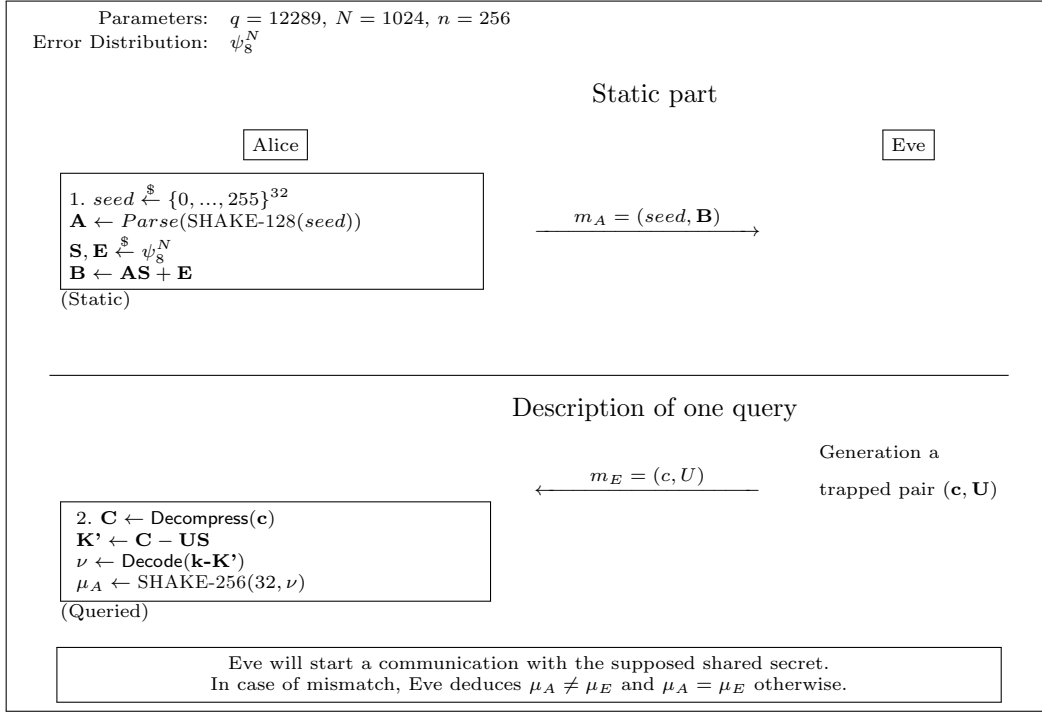 Parameters: q = 12289, N = 1024, n = 256
Error Distribution: ψ₈ᴺ
Static part
Alice
Eve
1. seed ←$ {0, ..., 255}³²
A ← Parse(SHAKE-128(seed))
S, E ←$ ψ₈ᴺ
B ← AS + E
(Static)
m_A = (seed, B)
Description of one query
Generation a
trapped pair (c, U)
m_E = (c, U)
2. C ← Decompress(c)
K' ← C − US
ν ← Decode(k-K')
μ_A ← SHAKE-256(32, ν)
(Queried)
Eve will start a communication with the supposed shared secret.
In case of mismatch, Eve deduces μ_A ≠ μ_E and μ_A = μ_E otherwise.